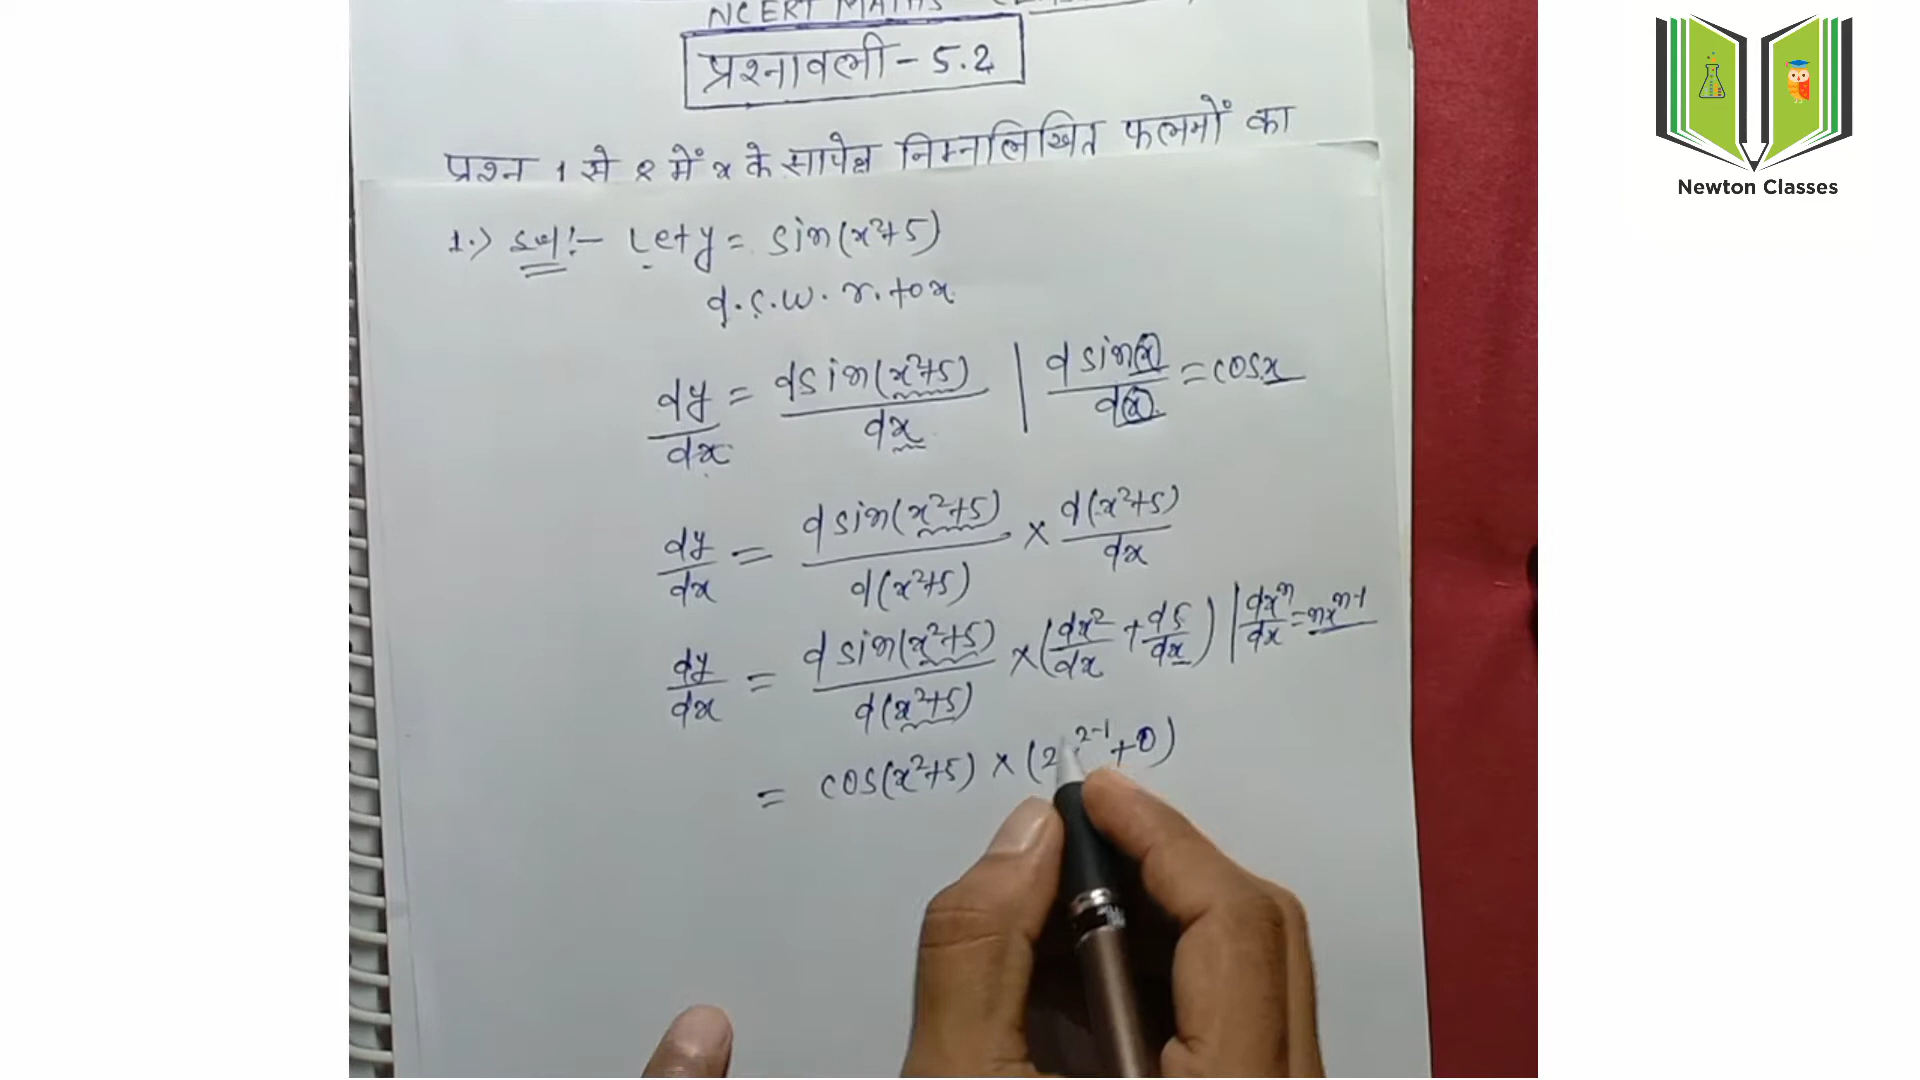 NCERT MATHS
प्रश्नावली - 5.2
प्रश्न 1 से 8 में x के सापेक्ष निम्नलिखित फलनों का
1.) Sol:- Let y = sin(x²+5)
d.c.w.r.to x
dy/dx = d sin(x²+5)/dx | d sin(x)/d(x) = cosx
dy/dx = d sin(x²+5)/d(x²+5) × d(x²+5)/dx
dy/dx = d sin(x²+5)/d(x²+5) × (dx²/dx + d5/dx) | dxⁿ/dx = nxⁿ⁻¹
= cos(x²+5) × (2x²⁻¹+0)
Newton Classes